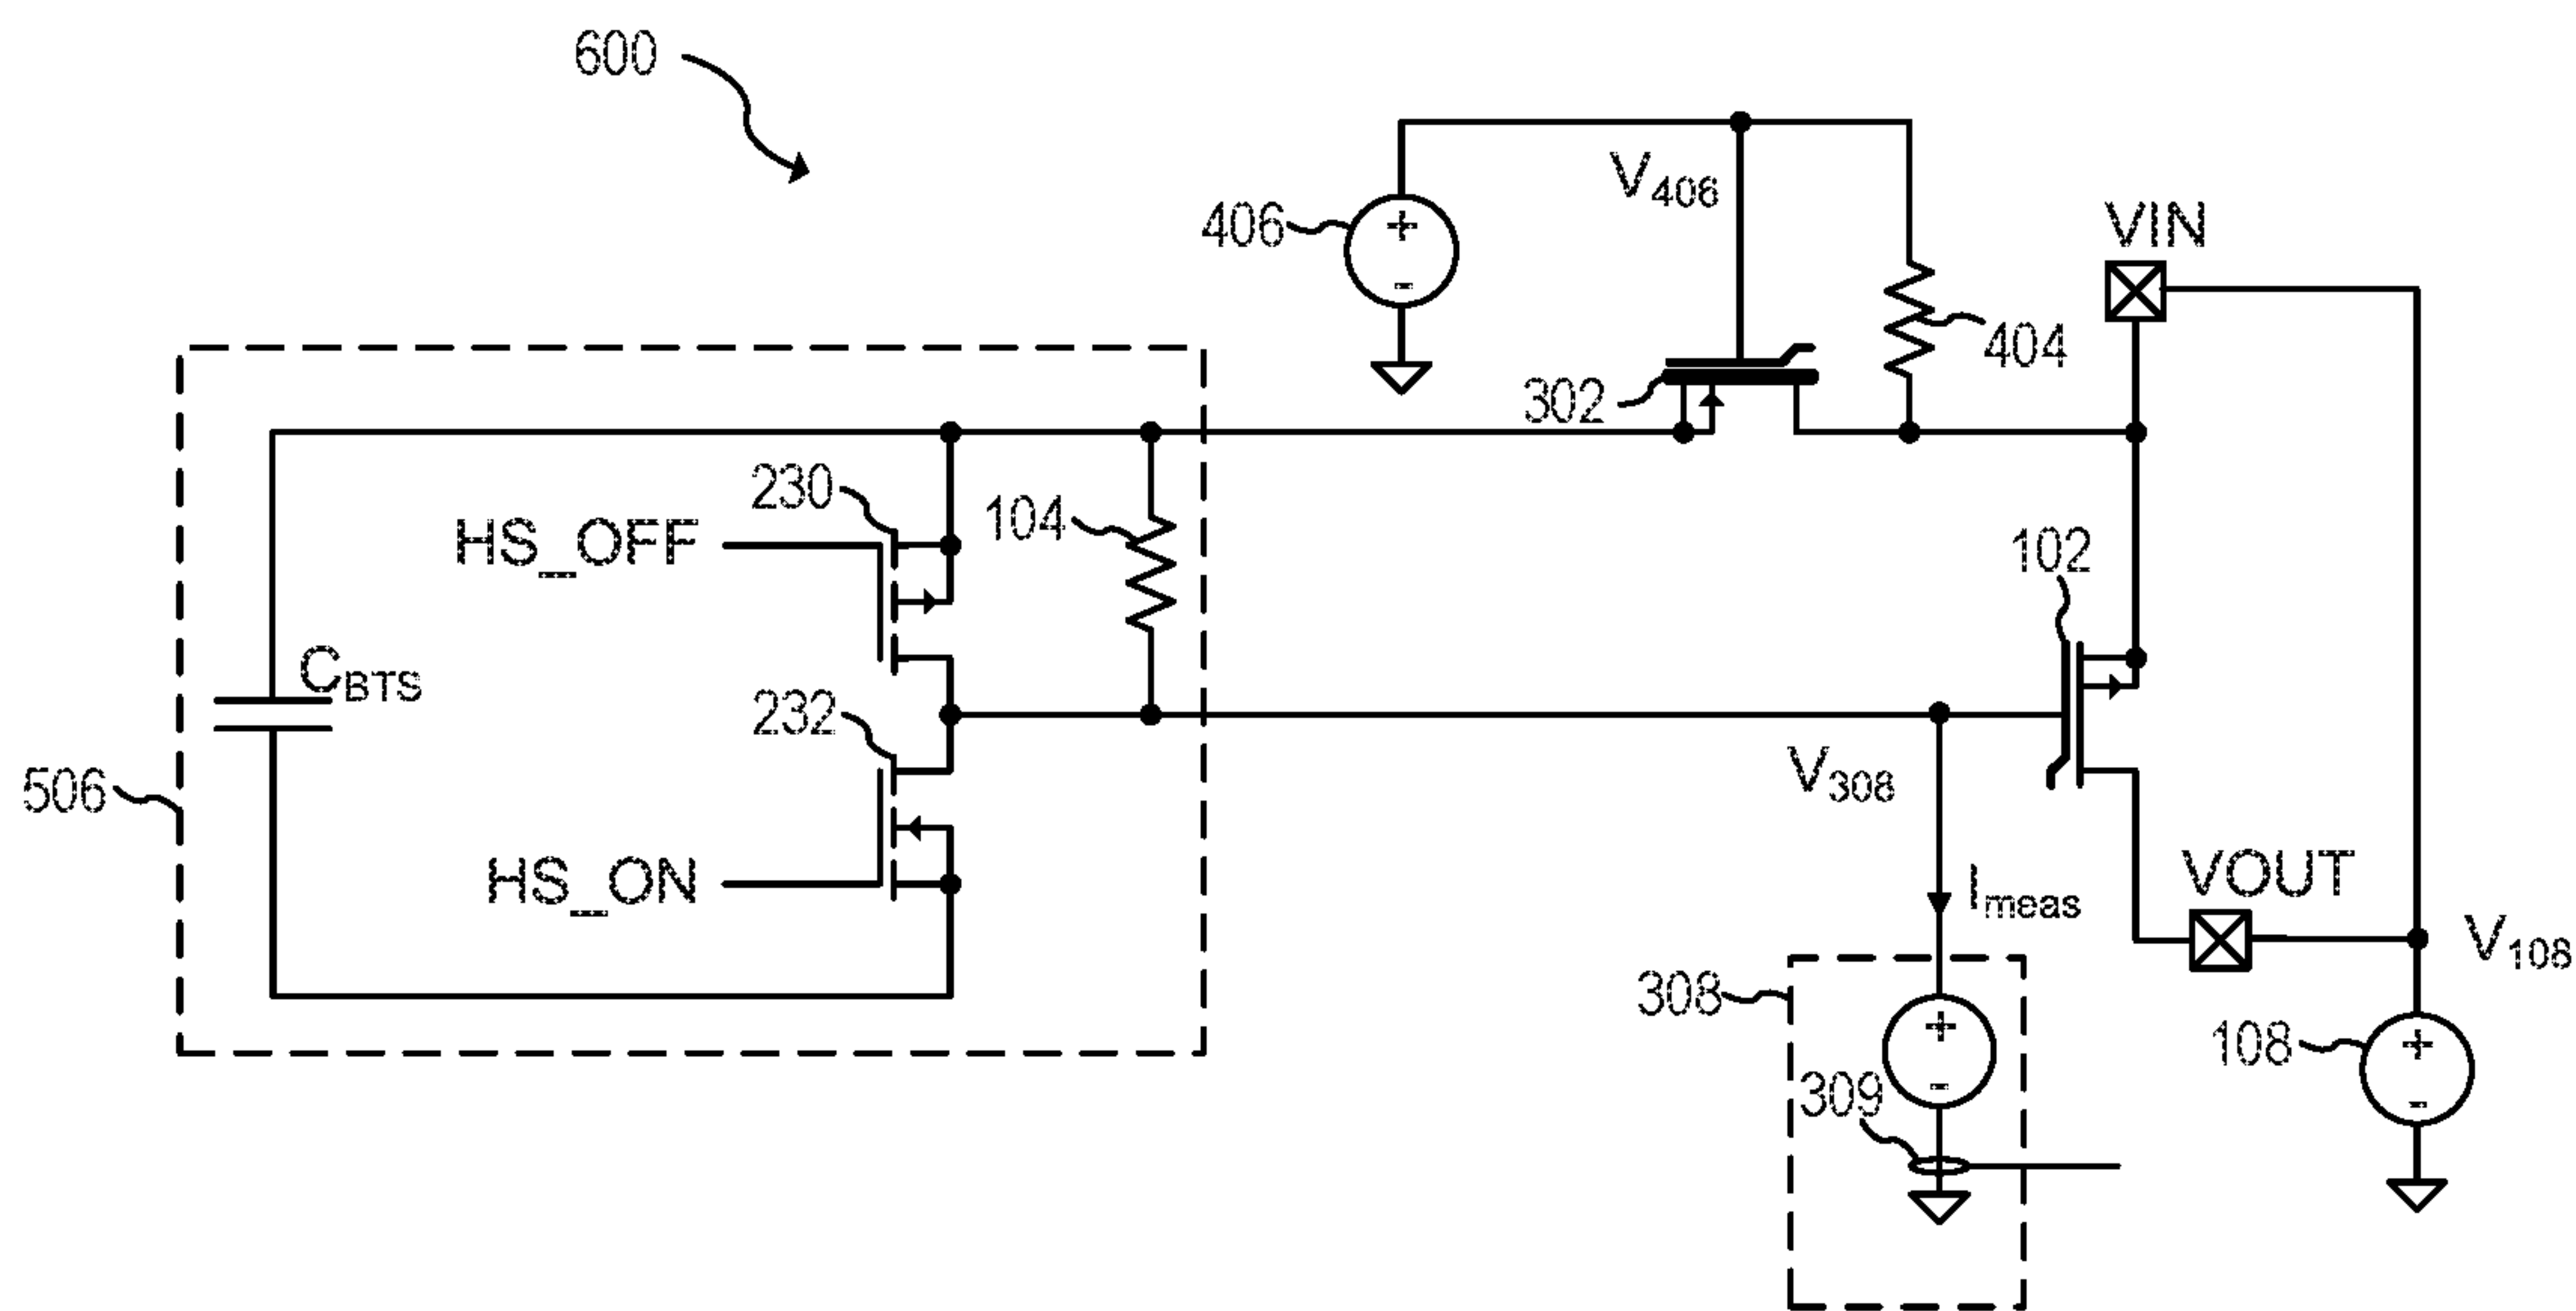 600
V406
406
+
-
VIN
404
302
230
104
HS_OFF
102
CBTS
232
V308
506
HS_ON
Imeas
VOUT
V108
308
+
-
309
108
+
-